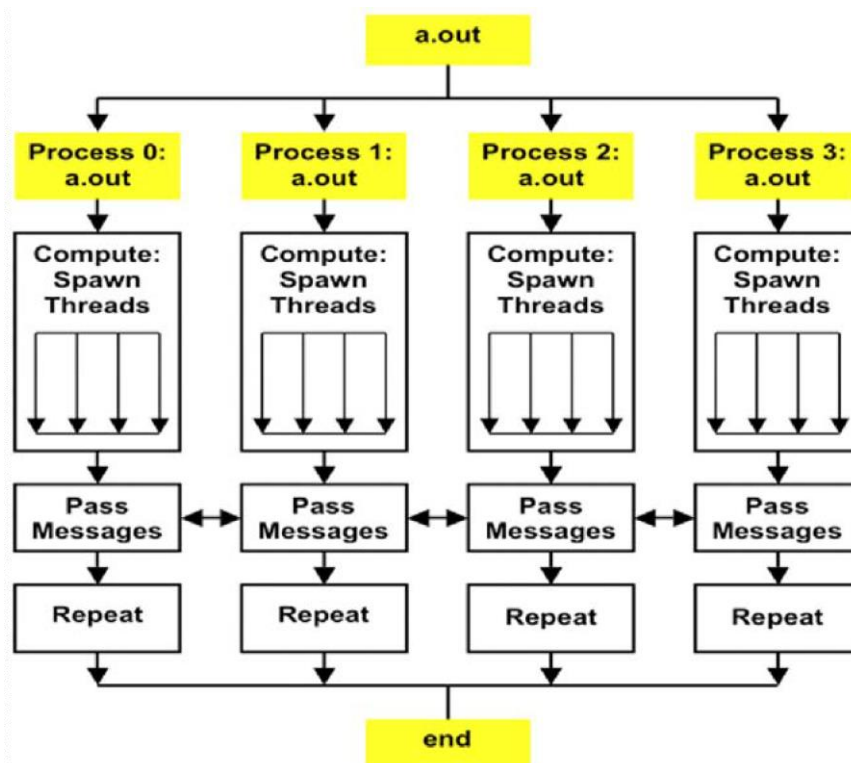 a.out
Process 0:
a.out
Process 1:
a.out
Process 2:
a.out
Process 3:
a.out
Compute:
Spawn
Threads
Compute:
Spawn
Threads
Compute:
Spawn
Threads
Compute:
Spawn
Threads
Pass
Messages
Pass
Messages
Pass
Messages
Pass
Messages
Repeat
Repeat
Repeat
Repeat
end